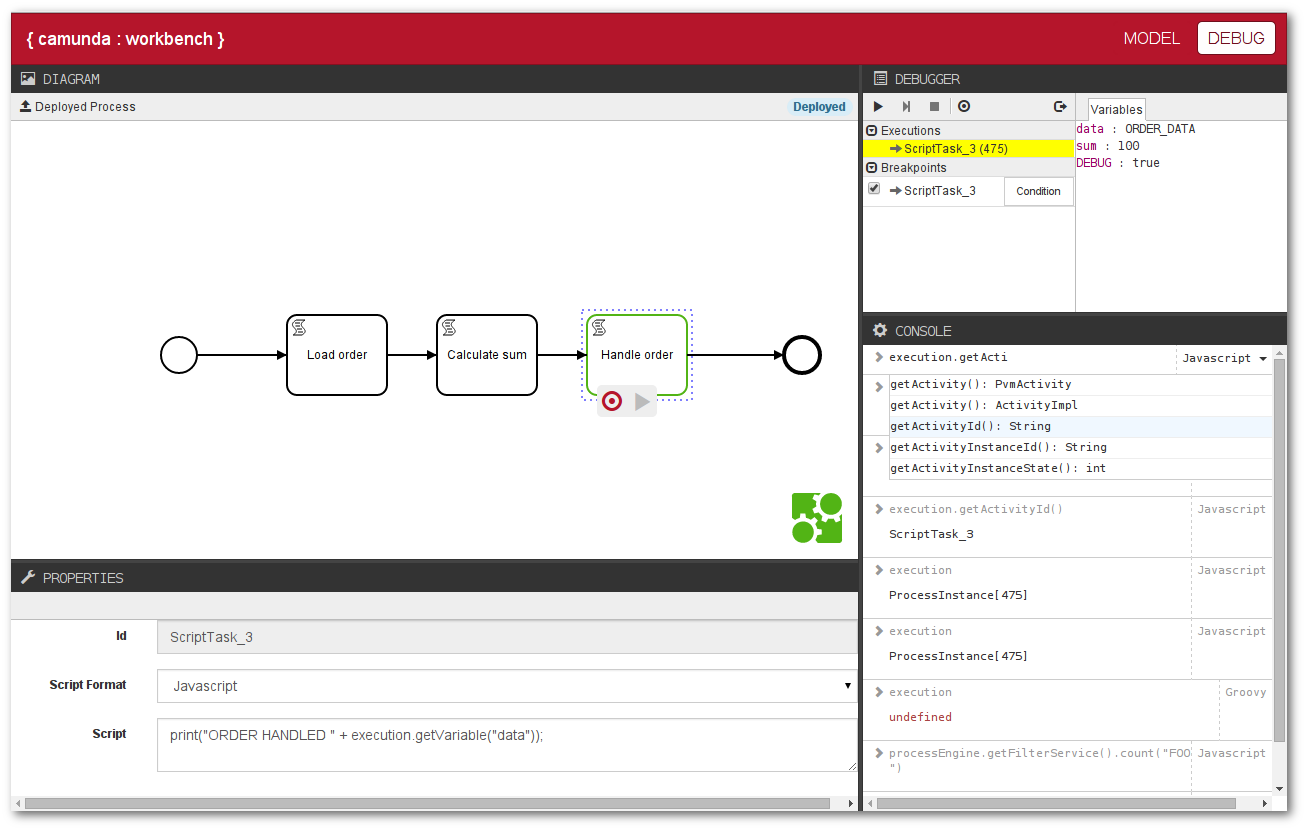 { camunda : workbench }
MODEL
DEBUG
DIAGRAM
Deployed Process
Deployed
Load order
Calculate sum
Handle order
PROPERTIES
Id
ScriptTask_3
Script Format
Javascript
Script
print("ORDER HANDLED " + execution.getVariable("data"));
DEBUGGER
Executions
ScriptTask_3 (475)
Breakpoints
ScriptTask_3
Condition
Variables
data : ORDER_DATA
sum : 100
DEBUG : true
CONSOLE
execution.getActi
Javascript
getActivity(): PvmActivity
getActivity(): ActivityImpl
getActivityId(): String
getActivityInstanceId(): String
getActivityInstanceState(): int
execution.getActivityId()
Javascript
ScriptTask_3
execution
Javascript
ProcessInstance[475]
execution
Javascript
ProcessInstance[475]
execution
Groovy
undefined
processEngine.getFilterService().count("FOO
Javascript
")